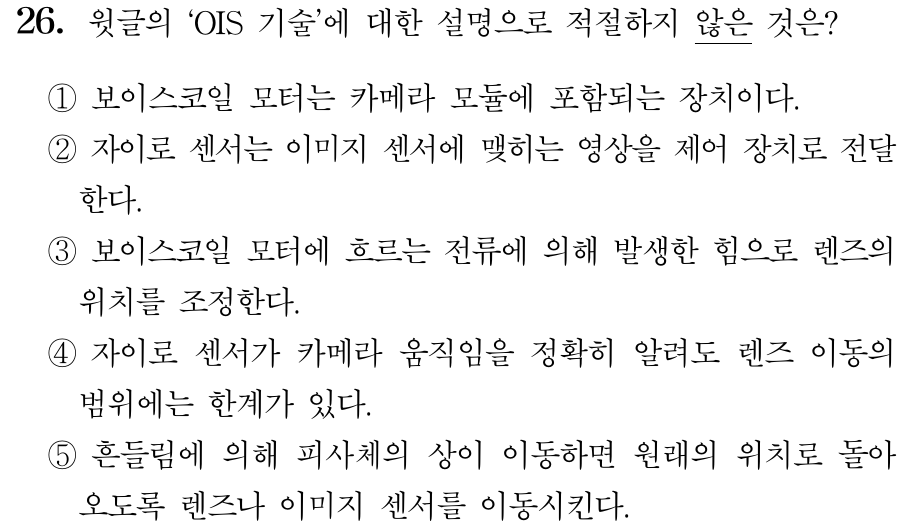 26. 윗글의 ‘OIS 기술’에 대한 설명으로 적절하지 않은 것은?
① 보이스코일 모터는 카메라 모듈에 포함되는 장치이다.
② 자이로 센서는 이미지 센서에 맺히는 영상을 제어 장치로 전달
한다.
③ 보이스코일 모터에 흐르는 전류에 의해 발생한 힘으로 렌즈의
위치를 조정한다.
④ 자이로 센서가 카메라 움직임을 정확히 알려도 렌즈 이동의
범위에는 한계가 있다.
⑤ 흔들림에 의해 피사체의 상이 이동하면 원래의 위치로 돌아
오도록 렌즈나 이미지 센서를 이동시킨다.